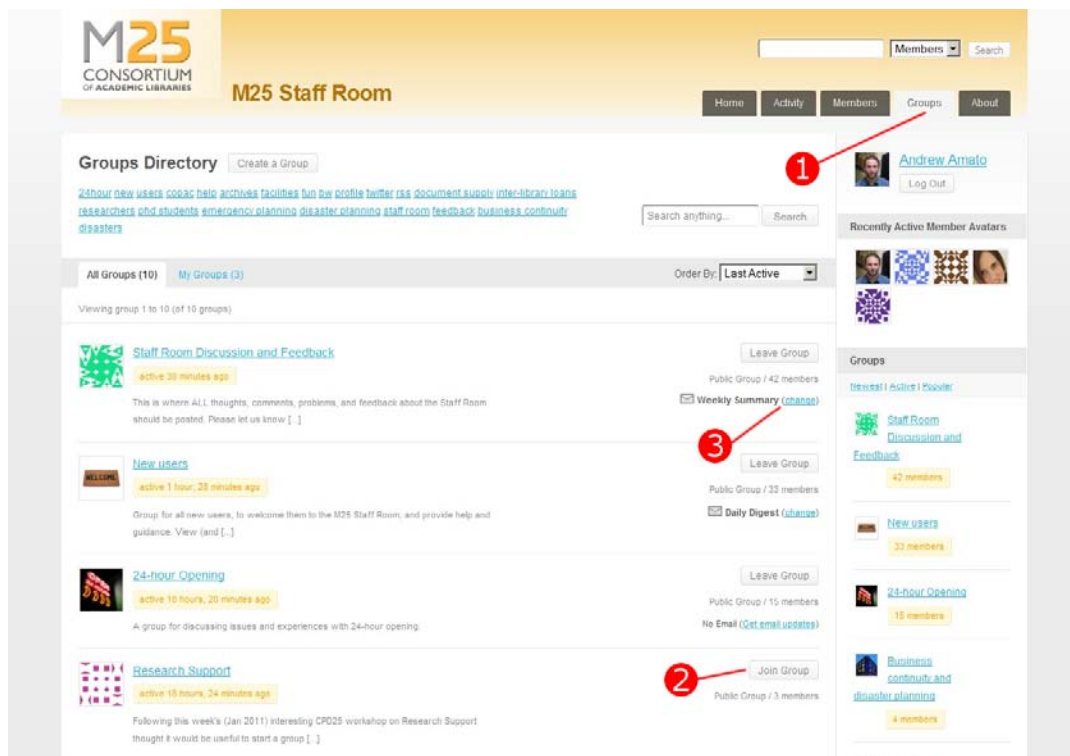 M25
CONSORTIUM
OF ACADEMIC LIBRARIES
M25 Staff Room
Members
Search
Home
Activity
Members
Groups
About
1
Groups Directory
Create a Group
24hour new users copac help archives facilities fun bw profile twitter rss document supply inter-library loans
researchers phd students emergency planning disaster planning staff room feedback business continuity
disasters
Search anything...
Search
Andrew Amato
Log Out
Recently Active Member Avatars
All Groups (10)
My Groups (3)
Order By: Last Active
Viewing group 1 to 10 (of 10 groups)
Staff Room Discussion and Feedback
active 38 minutes ago
This is where ALL thoughts, comments, problems, and feedback about the Staff Room
should be posted. Please let us know [...]
Leave Group
Public Group / 42 members
Weekly Summary (change)
3
New users
active 1 hour, 28 minutes ago
Group for all new users, to welcome them to the M25 Staff Room, and provide help and
guidance. View (and [...]
WELCOME
Leave Group
Public Group / 33 members
Daily Digest (change)
24-hour Opening
active 10 hours, 20 minutes ago
A group for discussing issues and experiences with 24-hour opening.
OPEN
Leave Group
Public Group / 15 members
No Email (Get email updates)
Research Support
active 18 hours, 24 minutes ago
Following this week's (Jan 2011) interesting CPD25 workshop on Research Support
thought it would be useful to start a group [...]
2
Join Group
Public Group / 3 members
Groups
Newest | Active | Popular
Staff Room
Discussion and
Feedback
42 members
New users
33 members
24-hour Opening
15 members
Business
continuity and
disaster planning
4 members